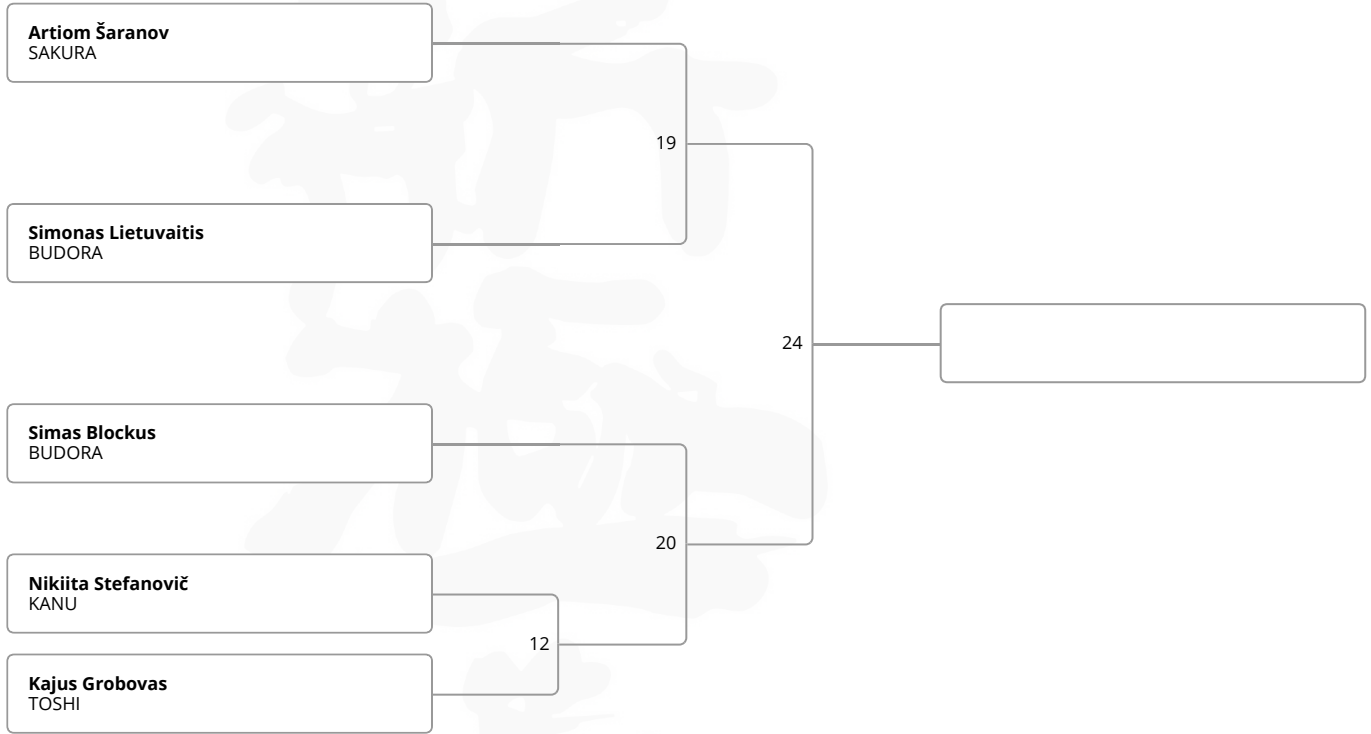 Artiom Šaranov
SAKURA
19
Simonas Lietuvaitis
BUDORA
24
Simas Blockus
BUDORA
20
Nikiita Stefanovič
KANU
12
Kajus Grobovas
TOSHI